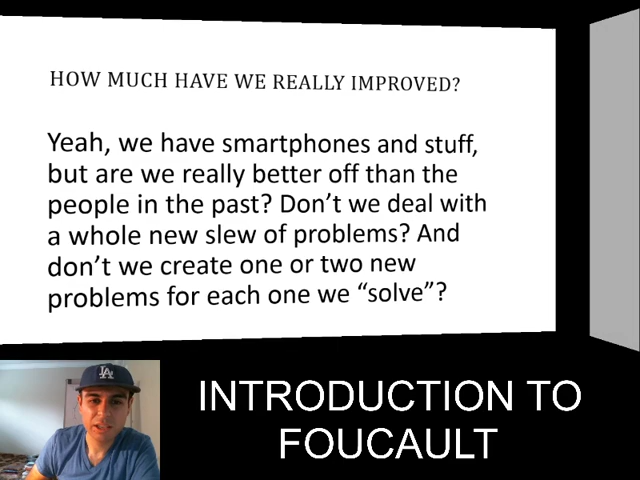 HOW MUCH HAVE WE REALLY IMPROVED?
Yeah, we have smartphones and stuff,
but are we really better off than the
people in the past? Don’t we deal with
a whole new slew of problems? And
don’t we create one or two new
problems for each one we “solve”?
LA
INTRODUCTION TO
FOUCAULT